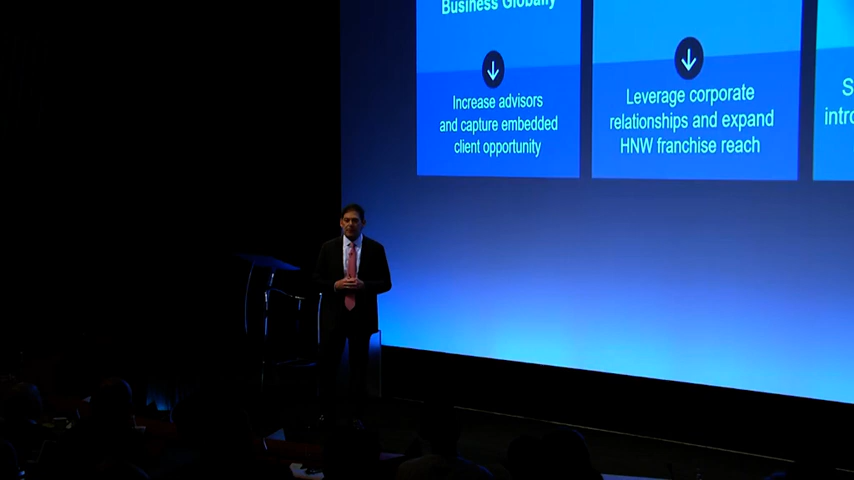 Business Globally
Increase advisors
and capture embedded
client opportunity
Leverage corporate
relationships and expand
HNW franchise reach